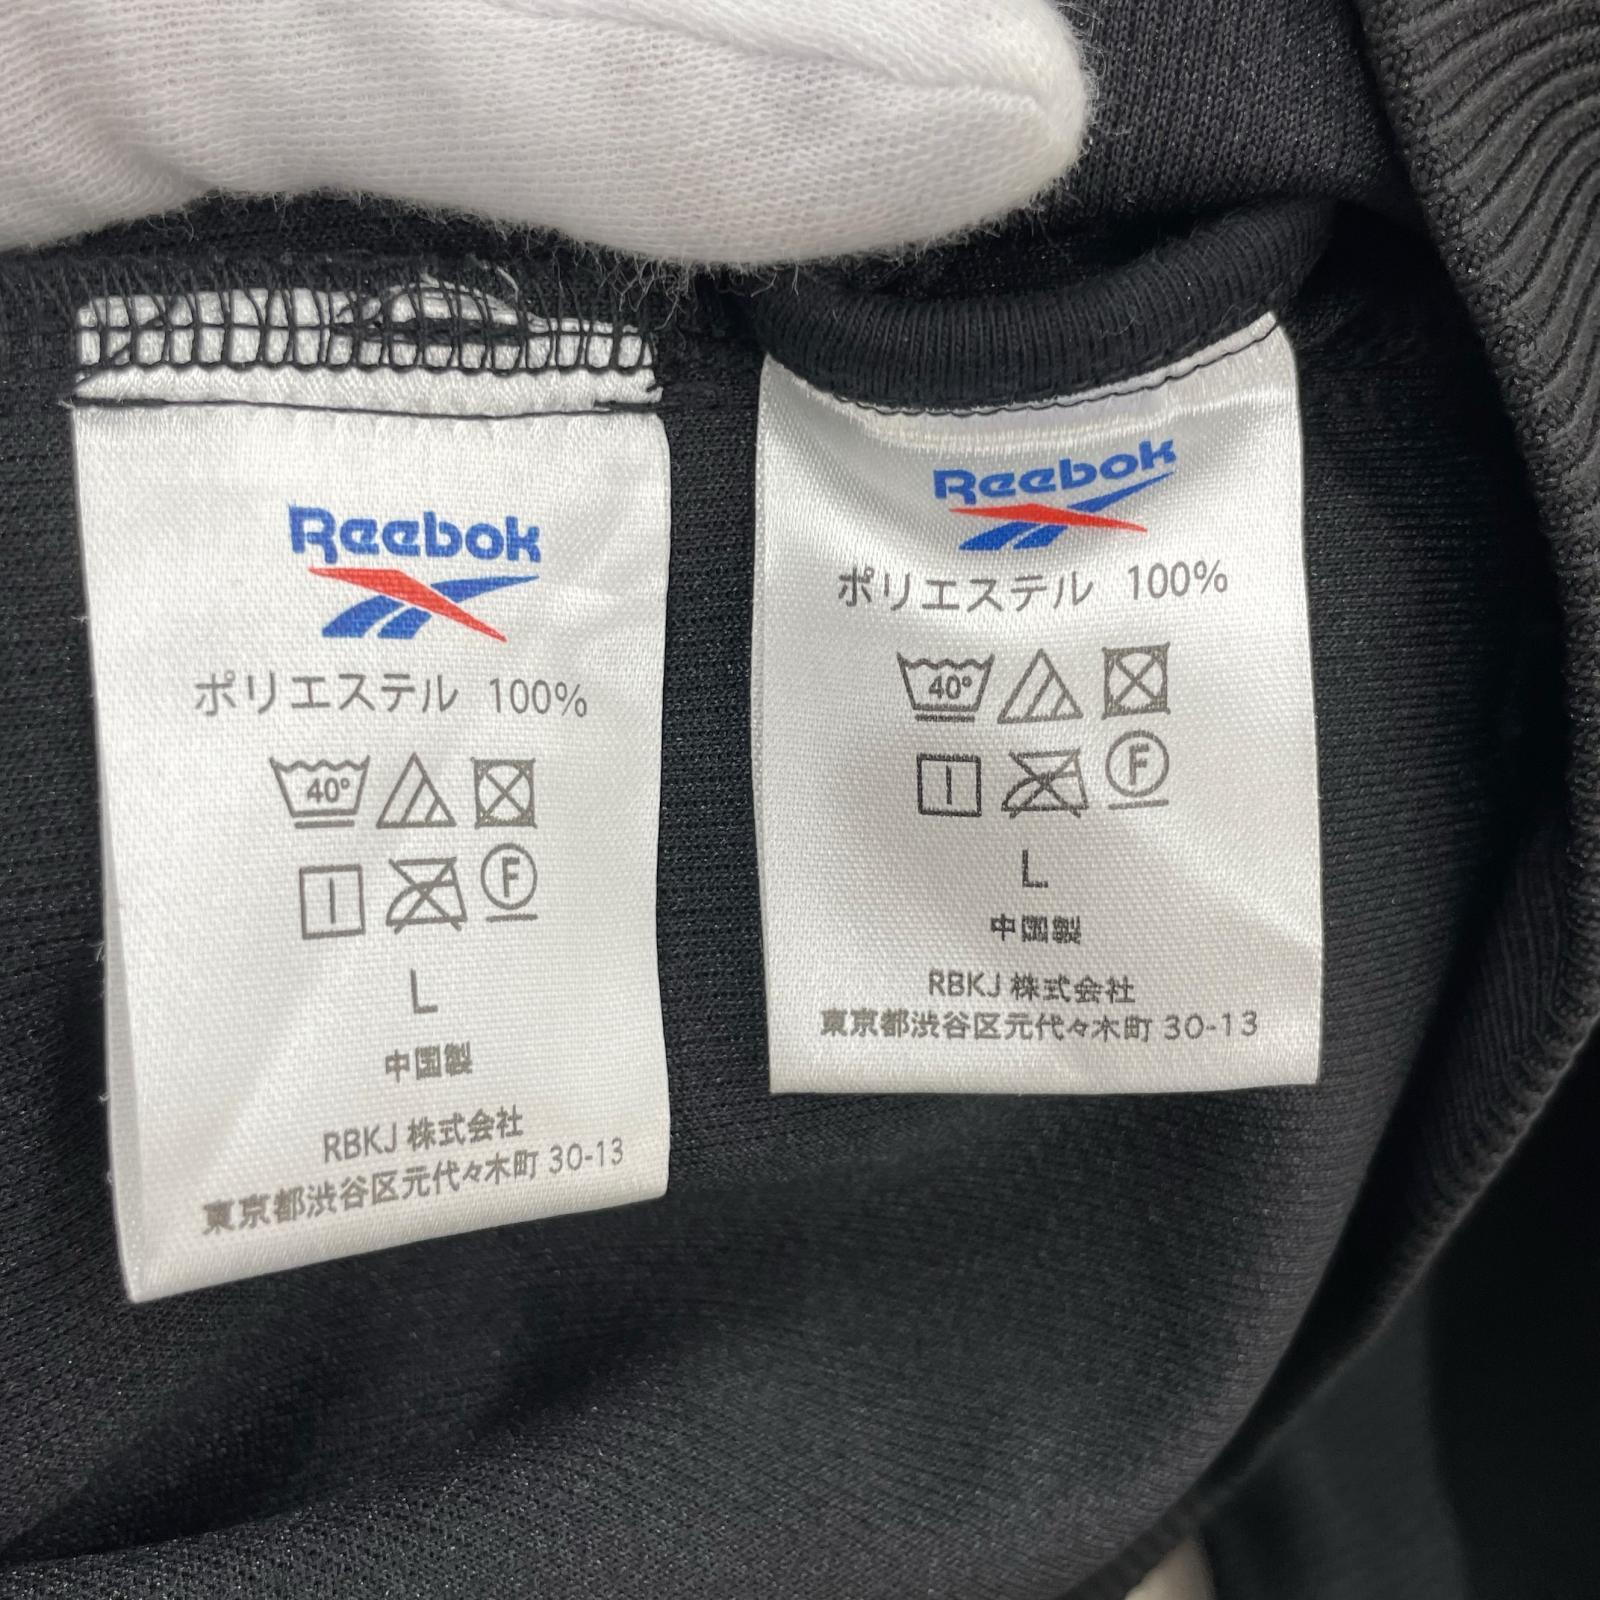 Reebok
ポリエステル 100%
40°
F
L
中国製
RBKJ 株式会社
東京都渋谷区元代々木町 30-13
Reebok
ポリエステル 100%
40°
F
L
中国製
RBKJ 株式会社
東京都渋谷区元代々木町 30-13